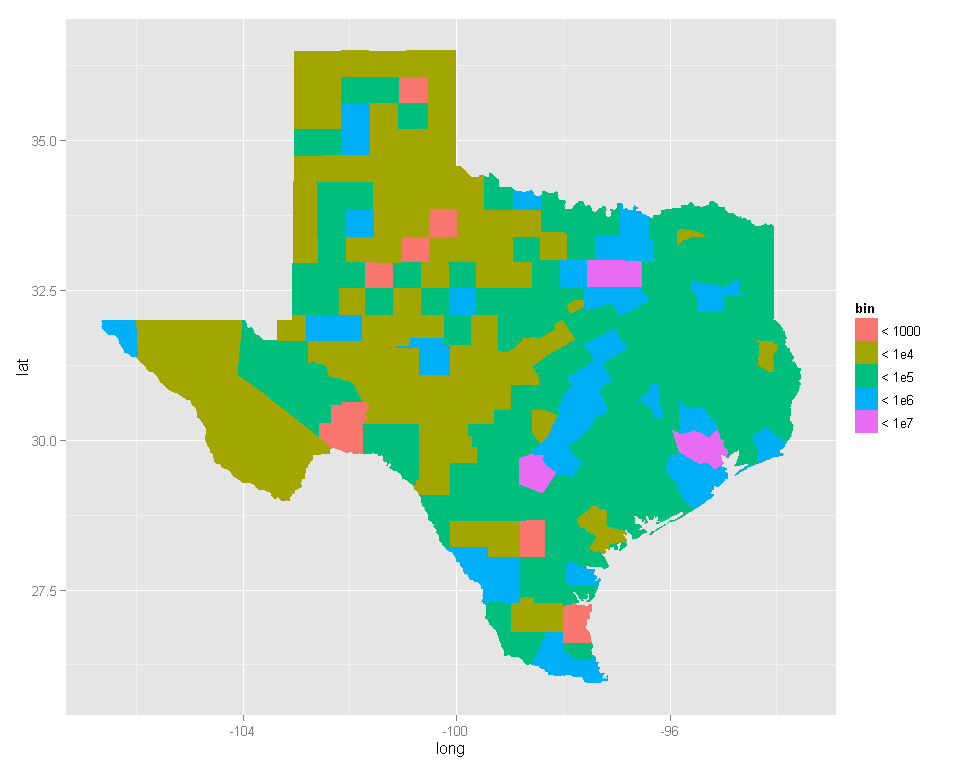 35.0
32.5
30.0
27.5
lat
-104
-100
-96
long
bin
< 1000
< 1e4
< 1e5
< 1e6
< 1e7